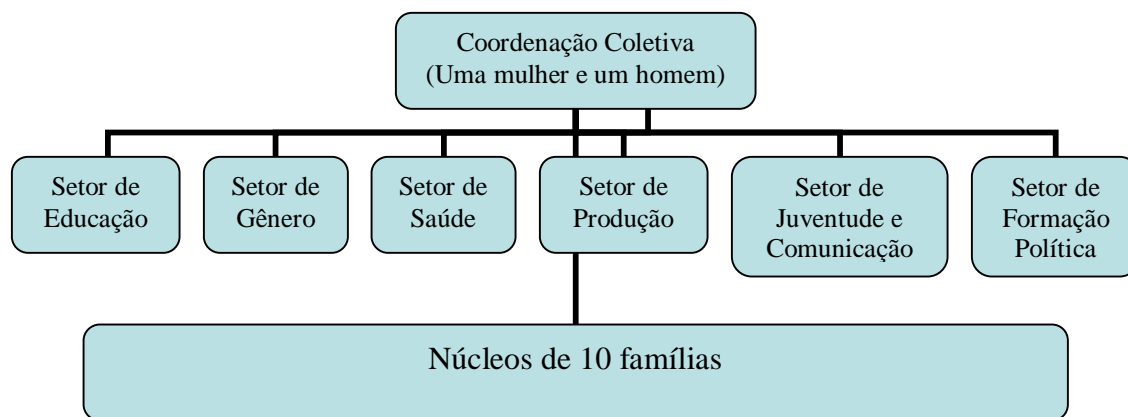 Coordenação Coletiva
(Uma mulher e um homem)
Setor de
Educação
Setor de
Gênero
Setor de
Saúde
Setor de
Produção
Setor de
Juventude e
Comunicação
Setor de
Formação
Política
Núcleos de 10 famílias